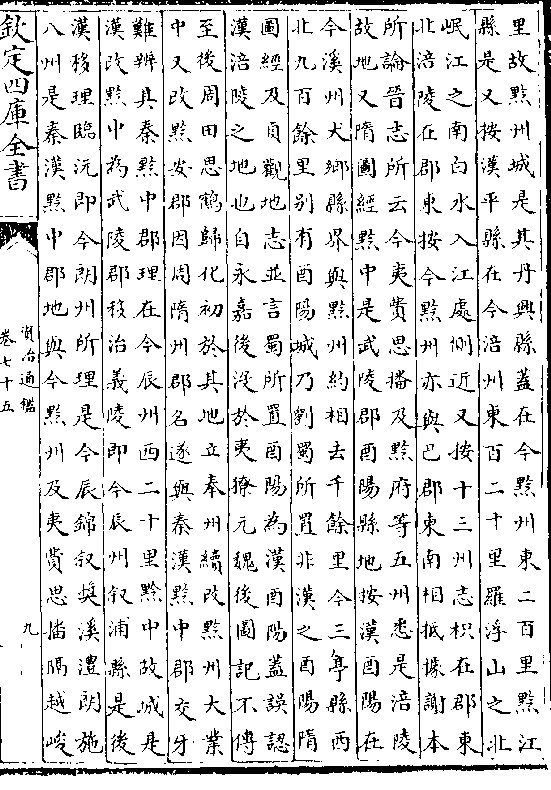 里故黔州城是其丹興縣蓋在今黔州東二百里黔江
縣是又按漢平縣在今涪州東百二十里羅浮山之北
岷江之南白水入江處側近又按十三州志枳在郡東
北涪陵在郡東按今黔州亦與巴郡東南相抵據謝本
所論晉志所云今夷費思播及黔府等五州悉是涪陵
故地又隋圖經黔中是武陵郡酉陽縣地按漢酉陽在
今溪州大鄉縣界與黔州約相去千餘里今三亭縣西
北九百餘里别有酉陽城乃劉蜀所置非漢之酉陽隋
圖經及貞觀地志並言蜀所置酉陽為漢酉陽蓋誤認
漢涪陵之地也自永嘉後沒於夷獠元魏後圖記不傳
至後周田思鶴歸化初於其地立奉州續改黔州大業
中又改黔安郡因周隋州郡名遂與秦漢黔中郡交牙
難辨其秦黔中郡理在今辰州西二十里黔中故城是
漢改黔中為武陵郡移治義陵即今辰州叙浦縣是後
漢移理臨沅即今朗州所理是今辰錦叙奨溪澧朗施
八州是秦漢黔中郡地與今黔州及夷費思播隔越峻
欽定四庫全書
資治通鑑
卷七十五
九